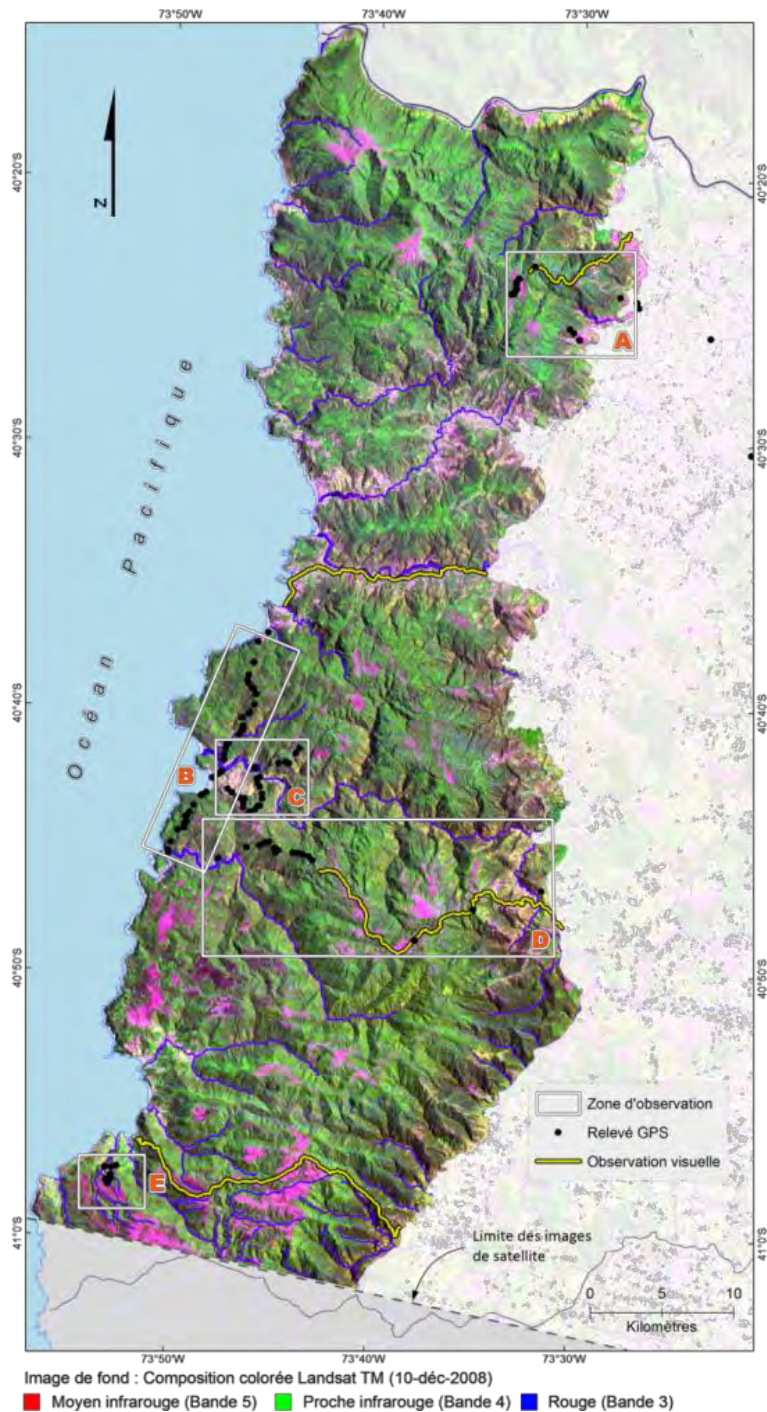 73°50'W
73°40'W
73°30'W
40°20'S
40°20'S
N
A
40°30'S
40°30'S
Océan Pacifique
40°40'S
40°40'S
B
C
D
40°50'S
40°50'S
Zone d'observation
Relevé GPS
Observation visuelle
E
41°0'S
41°0'S
Limite des images
de satellite
0 5 10
Kilomètres
73°50'W
73°40'W
73°30'W
Image de fond : Composition colorée Landsat TM (10-déc-2008)
Moyen infrarouge (Bande 5) Proche infrarouge (Bande 4) Rouge (Bande 3)